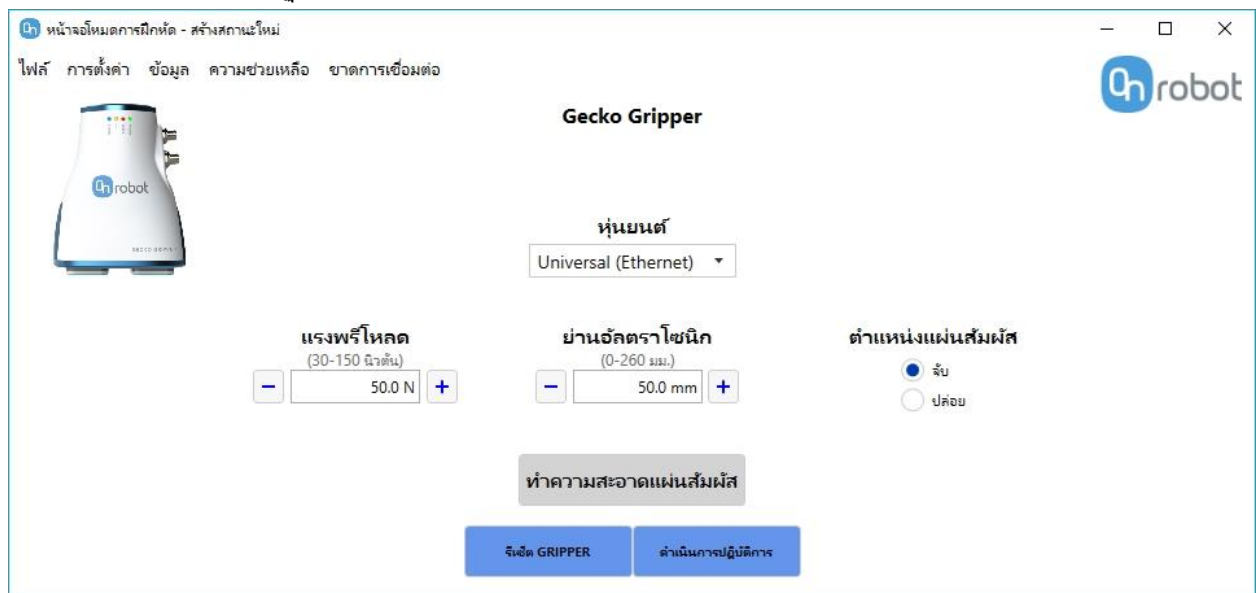 On หน้าจอโหมดการฝึกหัด - สร้างสถานะใหม่
ไฟล์ การตั้งค่า ข้อมูล ความช่วยเหลือ ขาดการเชื่อมต่อ
On robot
Gecko Gripper
On robot
หุ่นยนต์
Universal (Ethernet)
แรงพรีโหลด
(30-150 นิวตัน)
− 50.0 N +
ย่านอัลตราโซนิก
(0-260 มม.)
− 50.0 mm +
ตำแหน่งแผ่นสัมผัส
จับ
ปล่อย
ทำความสะอาดแผ่นสัมผัส
รีเซ็ต GRIPPER
ดำเนินการปฏิบัติการ